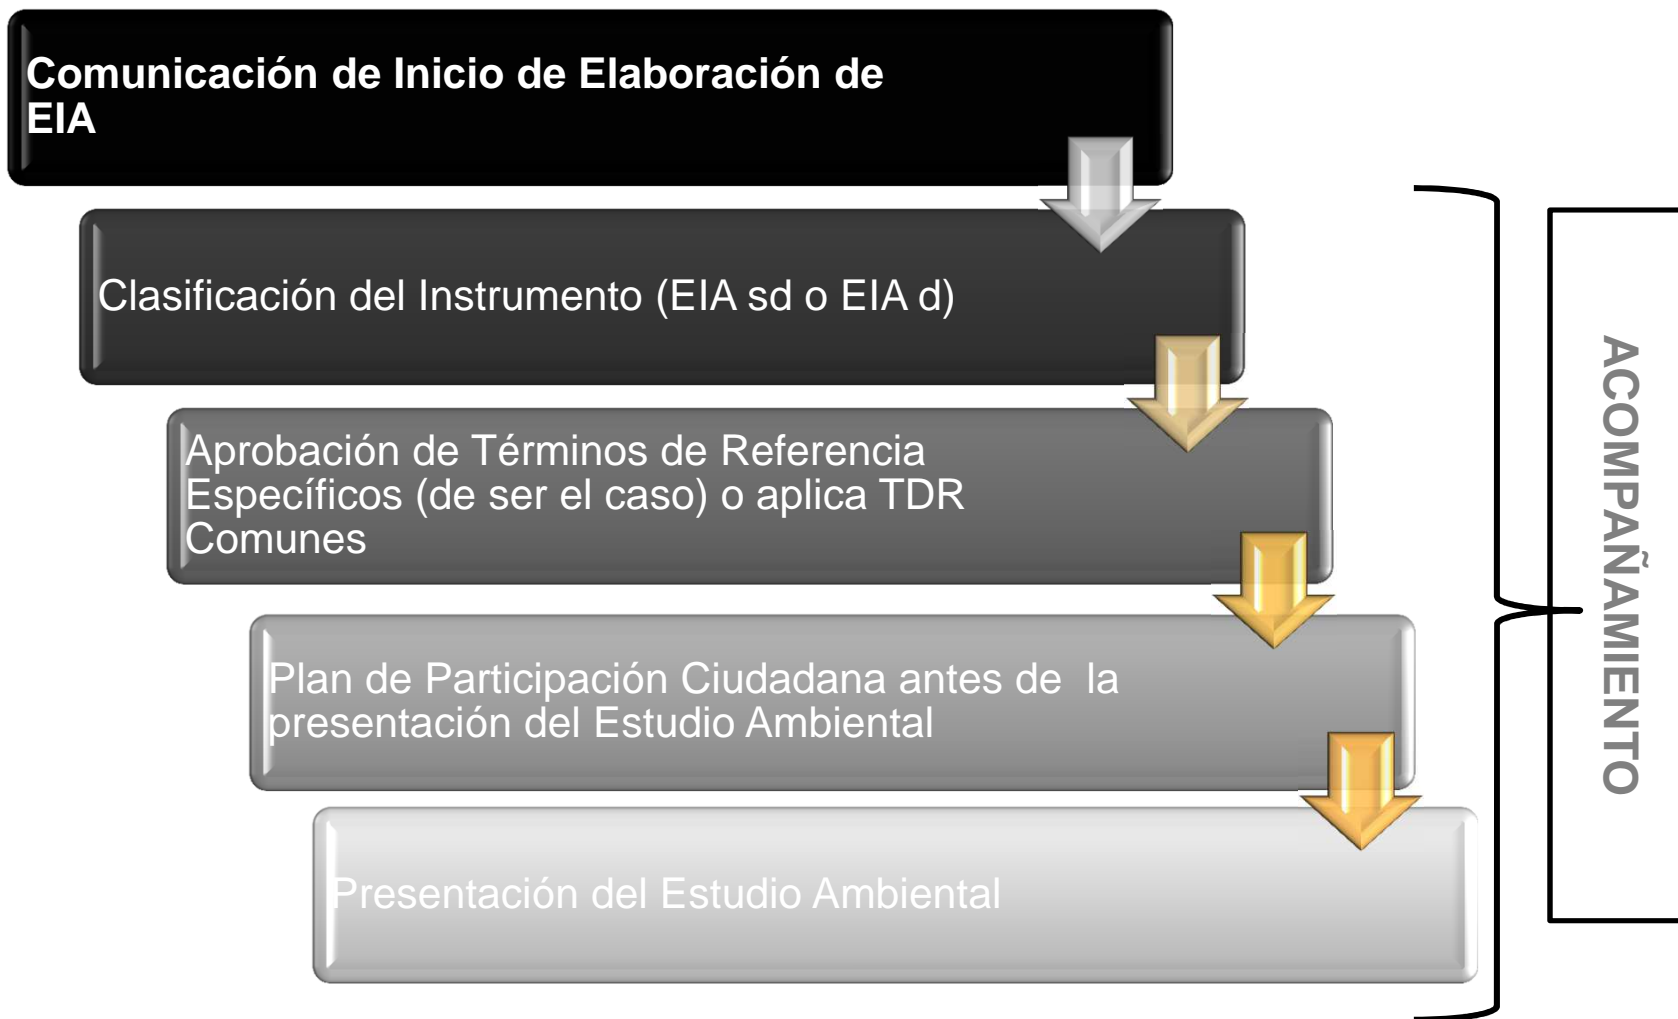 Comunicación de Inicio de Elaboración de
EIA
Clasificación del Instrumento (EIA sd o EIA d)
Aprobación de Términos de Referencia
Específicos (de ser el caso) o aplica TDR
Comunes
Plan de Participación Ciudadana antes de  la
presentación del Estudio Ambiental
Presentación del Estudio Ambiental
ACOMPAÑAMIENTO